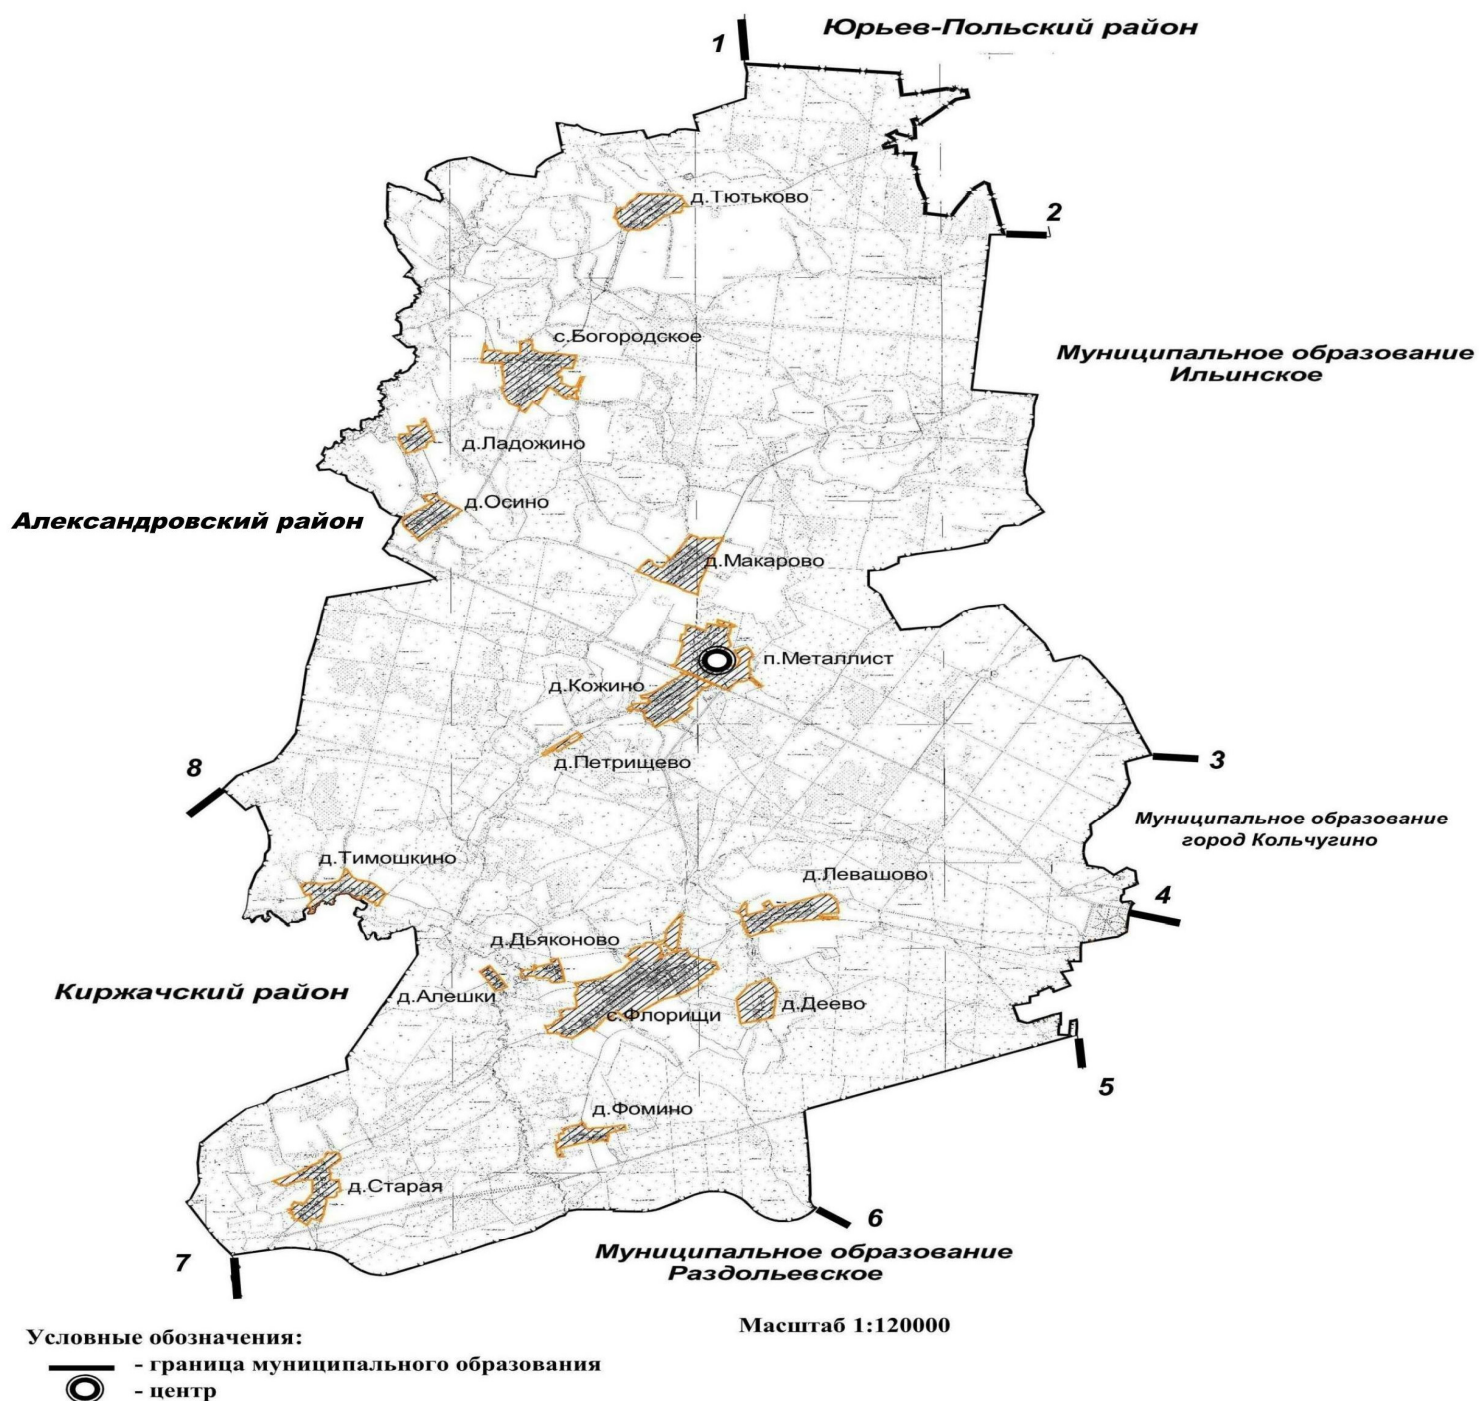 Юрьев-Польский район
1
д.Тютьково
2
с.Богородское
Муниципальное образование
Ильинское
д.Ладожино
д.Осино
Александровский район
д.Макарово
п.Металлист
д.Кожино
д.Петрищево
3
8
Муниципальное образование
город Кольчугино
д.Тимошкино
д.Левашово
4
д.Дьяконово
Киржачский район
д.Алешки
д.Деево
с.Флорищи
5
д.Фомино
д.Старая
6
Муниципальное образование
Раздольевское
7
Масштаб 1:120000
Условные обозначения:
- граница муниципального образования
- центр